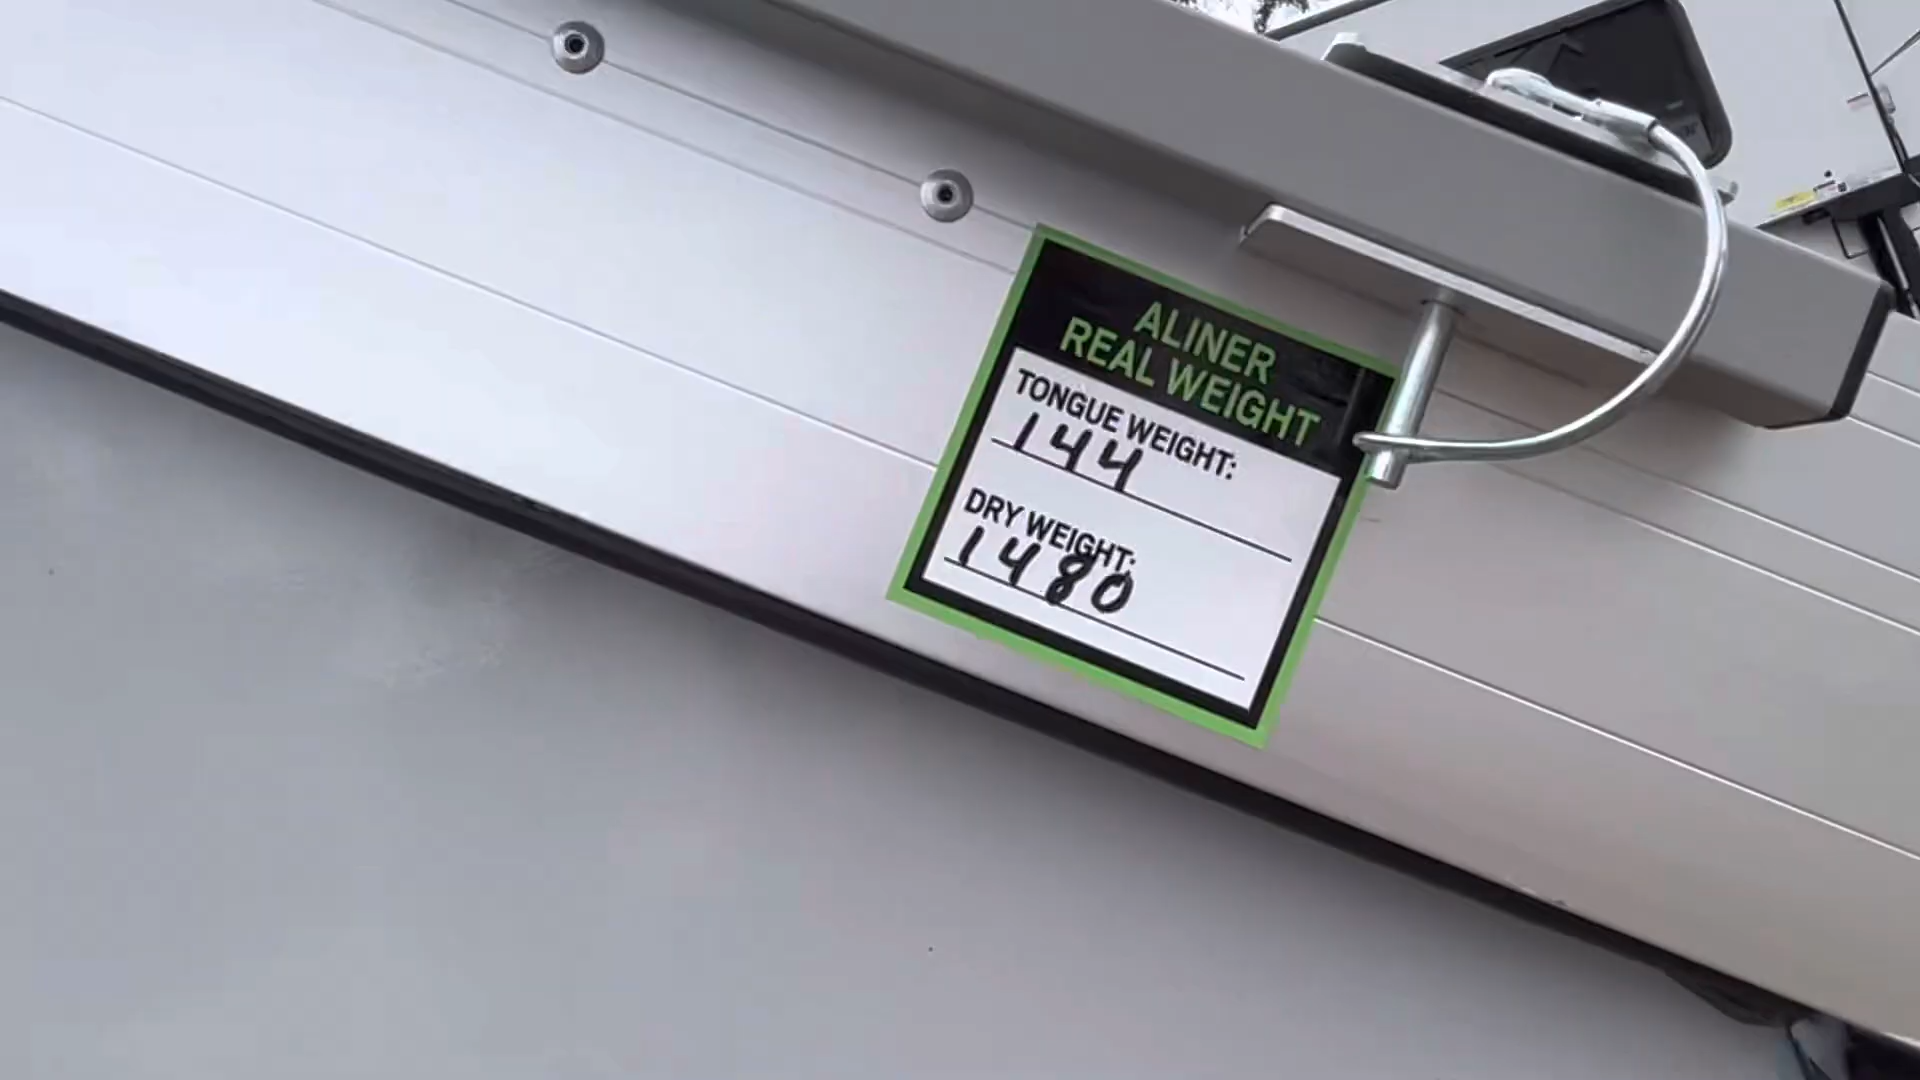 ALINER
REAL WEIGHT
TONGUE WEIGHT:
144
DRY WEIGHT:
1480